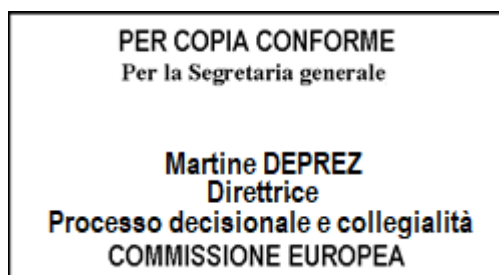 PER COPIA CONFORME
Per la Segretaria generale
Martine DEPREZ
Direttrice
Processo decisionale e collegialità
COMMISSIONE EUROPEA